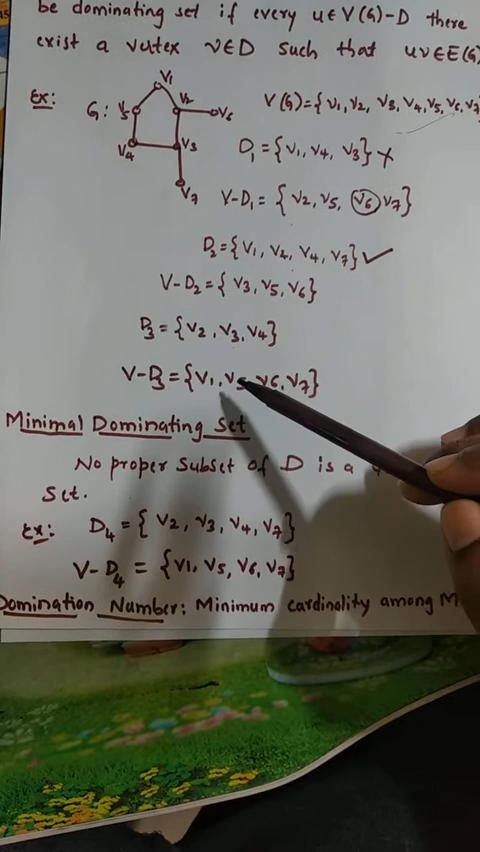 be dominating set if every u ∈ V(G)-D there
exist a vertex v∈D such that uv∈E(G)
Ex:
G:
V1
V2
V5
V6
V4
V3
V7
V(G)={v1, v2, v3, v4, v5, v6, v7
D1={v1, v4, v3} ✗
V-D1 = {v2, v5, v6 v7}
D2={v1, v2, v4, v7} ✓
V-D2={v3, v5, v6}
D3={v2, v3, v4}
V-D3={v1, v5, v6, v7}
Minimal Dominating Set
No proper Subset of D is a
Set.
Ex: D4={v2, v3, v4, v7}
V-D4 = {v1, v5, v6, v7}
Domination Number: Minimum cardinality among M